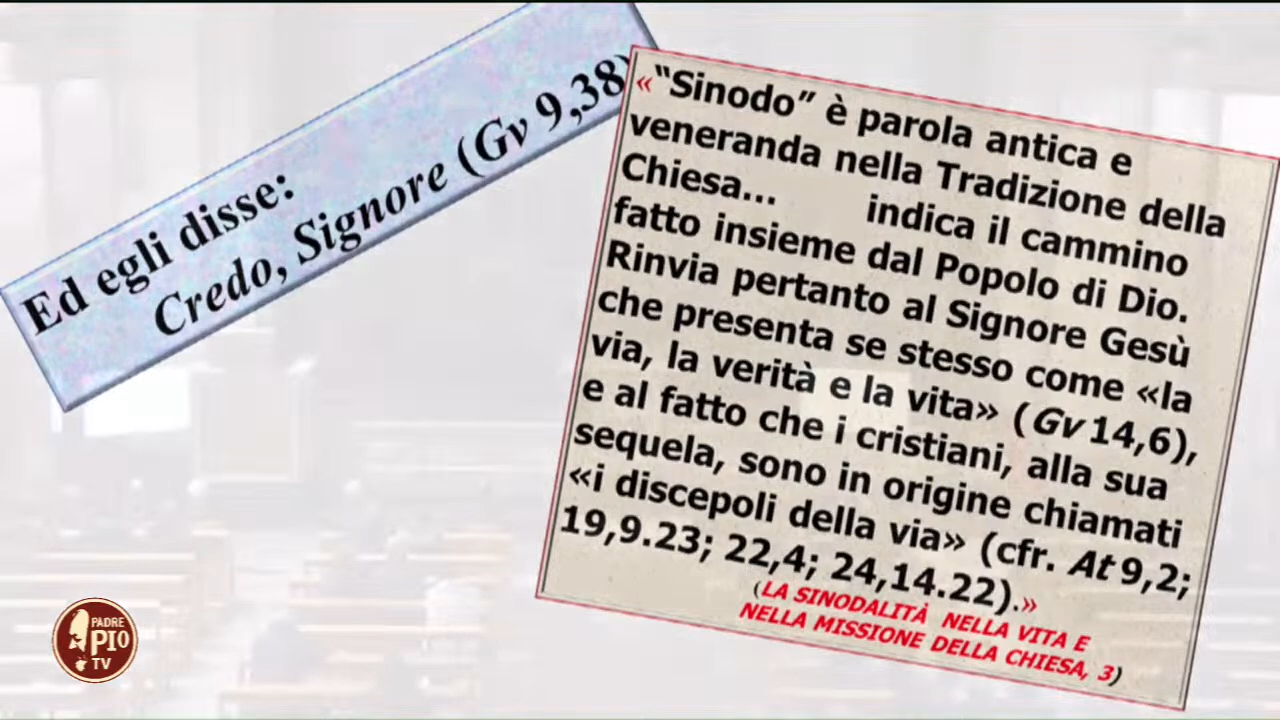 Ed egli disse:
Credo, Signore (Gv 9,38)
«“Sinodo” è parola antica e
veneranda nella Tradizione della
Chiesa... indica il cammino
fatto insieme dal Popolo di Dio.
Rinvia pertanto al Signore Gesù
che presenta se stesso come «la
via, la verità e la vita» (Gv 14,6),
e al fatto che i cristiani, alla sua
sequela, sono in origine chiamati
«i discepoli della via» (cfr. At 9,2;
19,9.23; 22,4; 24,14.22).»
(LA SINODALITÀ NELLA VITA E
NELLA MISSIONE DELLA CHIESA, 3)
PADRE
PIO
TV